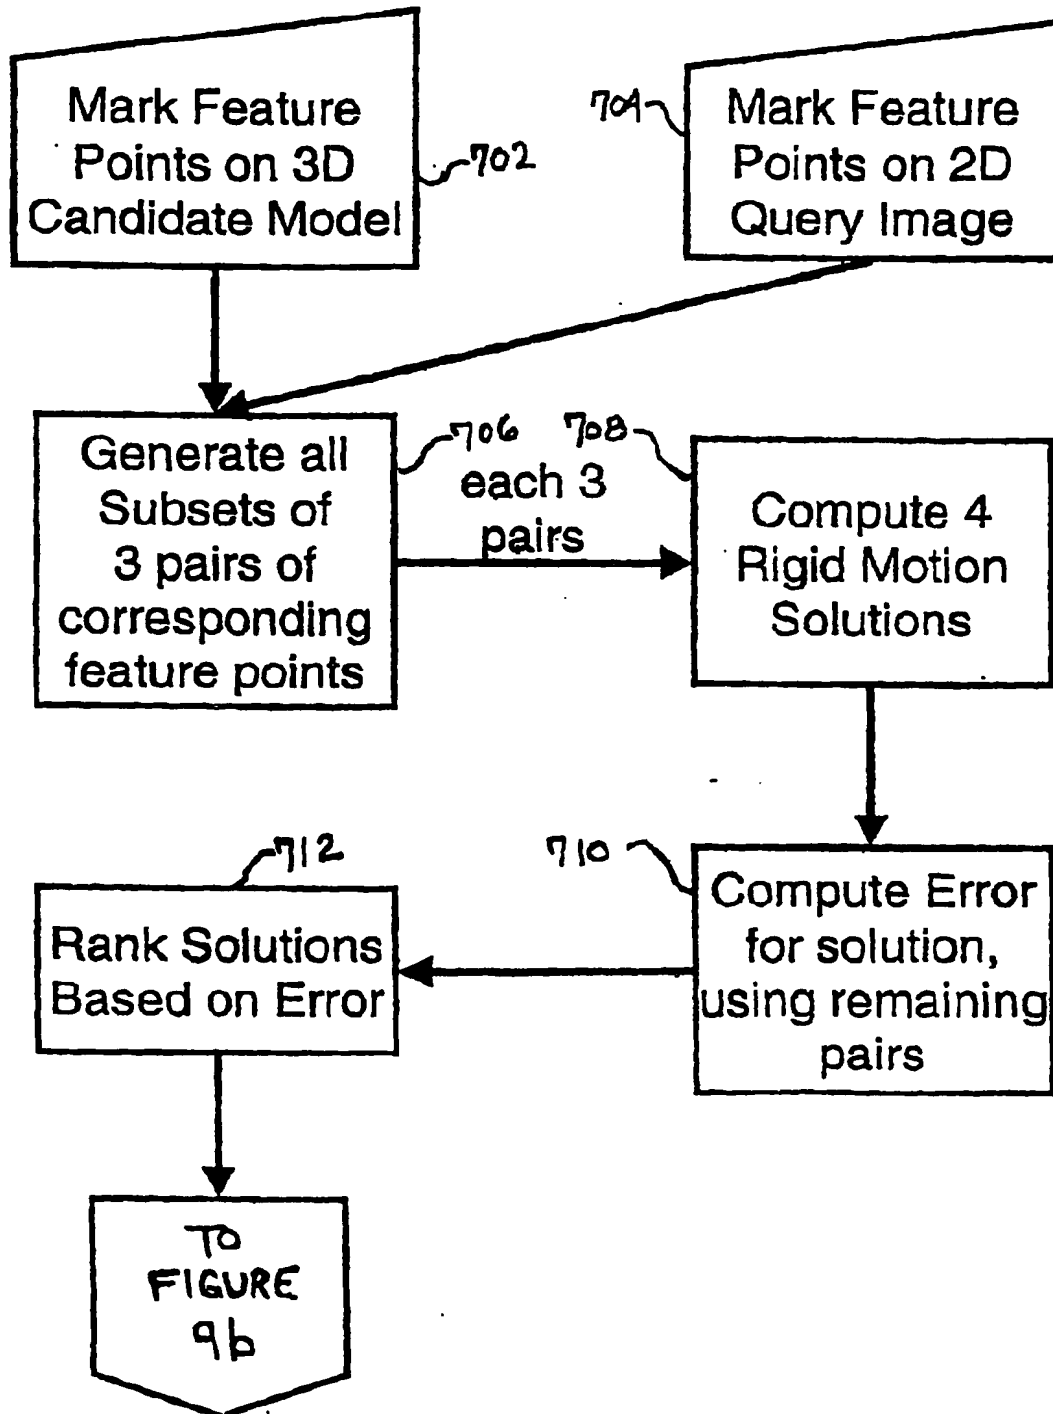 Mark Feature
Points on 3D
Candidate Model
702
704
Mark Feature
Points on 2D
Query Image
Generate all
Subsets of
3 pairs of
corresponding
feature points
706
each 3
pairs
708
Compute 4
Rigid Motion
Solutions
712
Rank Solutions
Based on Error
710
Compute Error
for solution,
using remaining
pairs
TO
FIGURE
9b